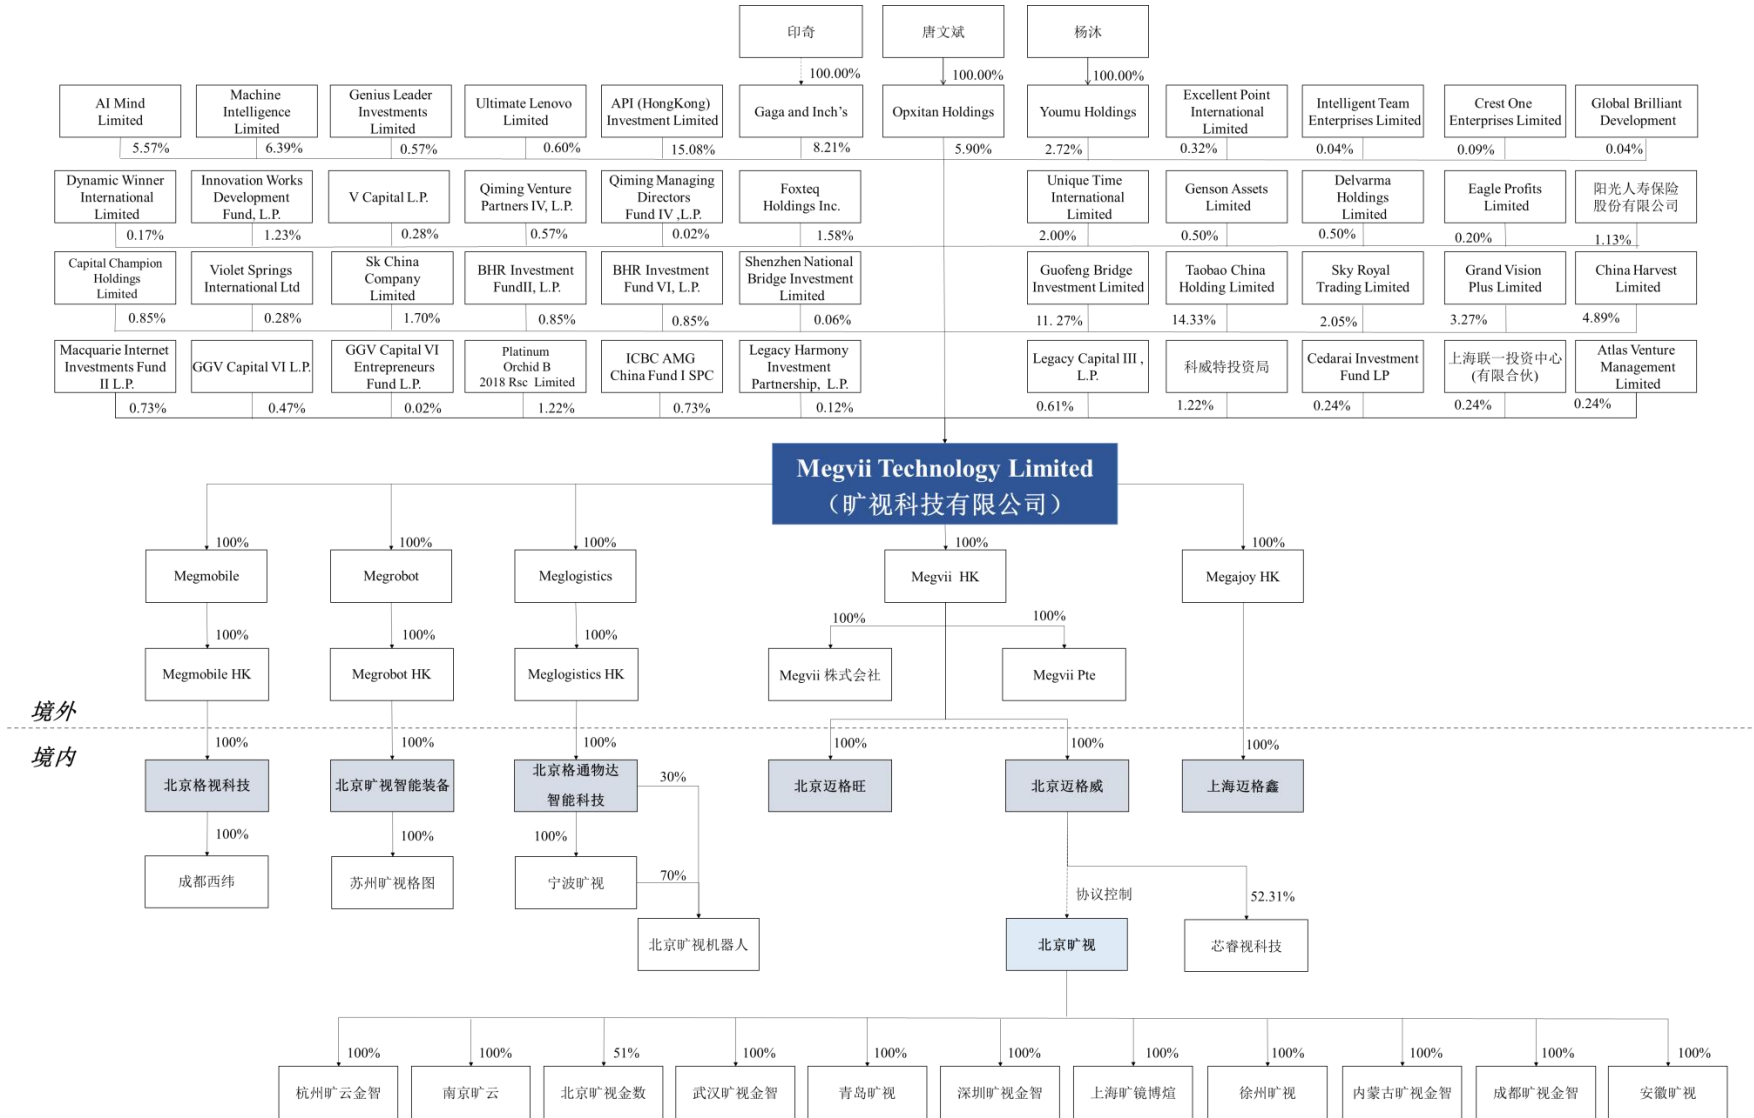 印奇
唐文斌
杨沐
100.00%
100.00%
100.00%
AI Mind
Limited
Machine
Intelligence
Limited
Genius Leader
Investments
Limited
Ultimate Lenovo
Limited
API (HongKong)
Investment Limited
Gaga and Inch's
Opxitan Holdings
Youmu Holdings
Excellent Point
International
Limited
Intelligent Team
Enterprises Limited
Crest One
Enterprises Limited
Global Brilliant
Development
5.57%
6.39%
0.57%
0.60%
15.08%
8.21%
5.90%
2.72%
0.32%
0.04%
0.09%
0.04%
Dynamic Winner
International
Limited
Innovation Works
Development
Fund, L.P.
V Capital L.P.
Qiming Venture
Partners IV, L.P.
Qiming Managing
Directors
Fund IV ,L.P.
Foxteq
Holdings Inc.
Unique Time
International
Limited
Genson Assets
Limited
Delvarma
Holdings
Limited
Eagle Profits
Limited
阳光人寿保险
股份有限公司
0.17%
1.23%
0.28%
0.57%
0.02%
1.58%
2.00%
0.50%
0.50%
0.20%
1.13%
Capital Champion
Holdings
Limited
Violet Springs
International Ltd
Sk China
Company
Limited
BHR Investment
FundII, L.P.
BHR Investment
Fund VI, L.P.
Shenzhen National
Bridge Investment
Limited
Guofeng Bridge
Investment Limited
Taobao China
Holding Limited
Sky Royal
Trading Limited
Grand Vision
Plus Limited
China Harvest
Limited
0.85%
0.28%
1.70%
0.85%
0.85%
0.06%
11. 27%
14.33%
2.05%
3.27%
4.89%
Macquarie Internet
Investments Fund
II L.P.
GGV Capital VI L.P.
GGV Capital VI
Entrepreneurs
Fund L.P.
Platinum
Orchid B
2018 Rsc Limited
ICBC AMG
China Fund I SPC
Legacy Harmony
Investment
Partnership, L.P.
Legacy Capital III ,
L.P.
科威特投资局
Cedarai Investment
Fund LP
上海联一投资中心
(有限合伙)
Atlas Venture
Management
Limited
0.73%
0.47%
0.02%
1.22%
0.73%
0.12%
0.61%
1.22%
0.24%
0.24%
0.24%
Megvii Technology Limited
（旷视科技有限公司）
100%
100%
100%
100%
100%
Megmobile
Megrobot
Meglogistics
Megvii HK
Megajoy HK
100%
100%
100%
100%
100%
Megmobile HK
Megrobot HK
Meglogistics HK
Megvii 株式会社
Megvii Pte
境外
境内
100%
100%
100%
100%
100%
100%
北京格视科技
北京旷视智能装备
北京格通物达
智能科技
30%
北京迈格旺
北京迈格威
上海迈格鑫
100%
100%
100%
成都西纬
苏州旷视格图
宁波旷视
70%
协议控制
52.31%
北京旷视机器人
北京旷视
芯睿视科技
100%
100%
51%
100%
100%
100%
100%
100%
100%
100%
100%
杭州旷云金智
南京旷云
北京旷视金数
武汉旷视金智
青岛旷视
深圳旷视金智
上海旷镜博煊
徐州旷视
内蒙古旷视金智
成都旷视金智
安徽旷视